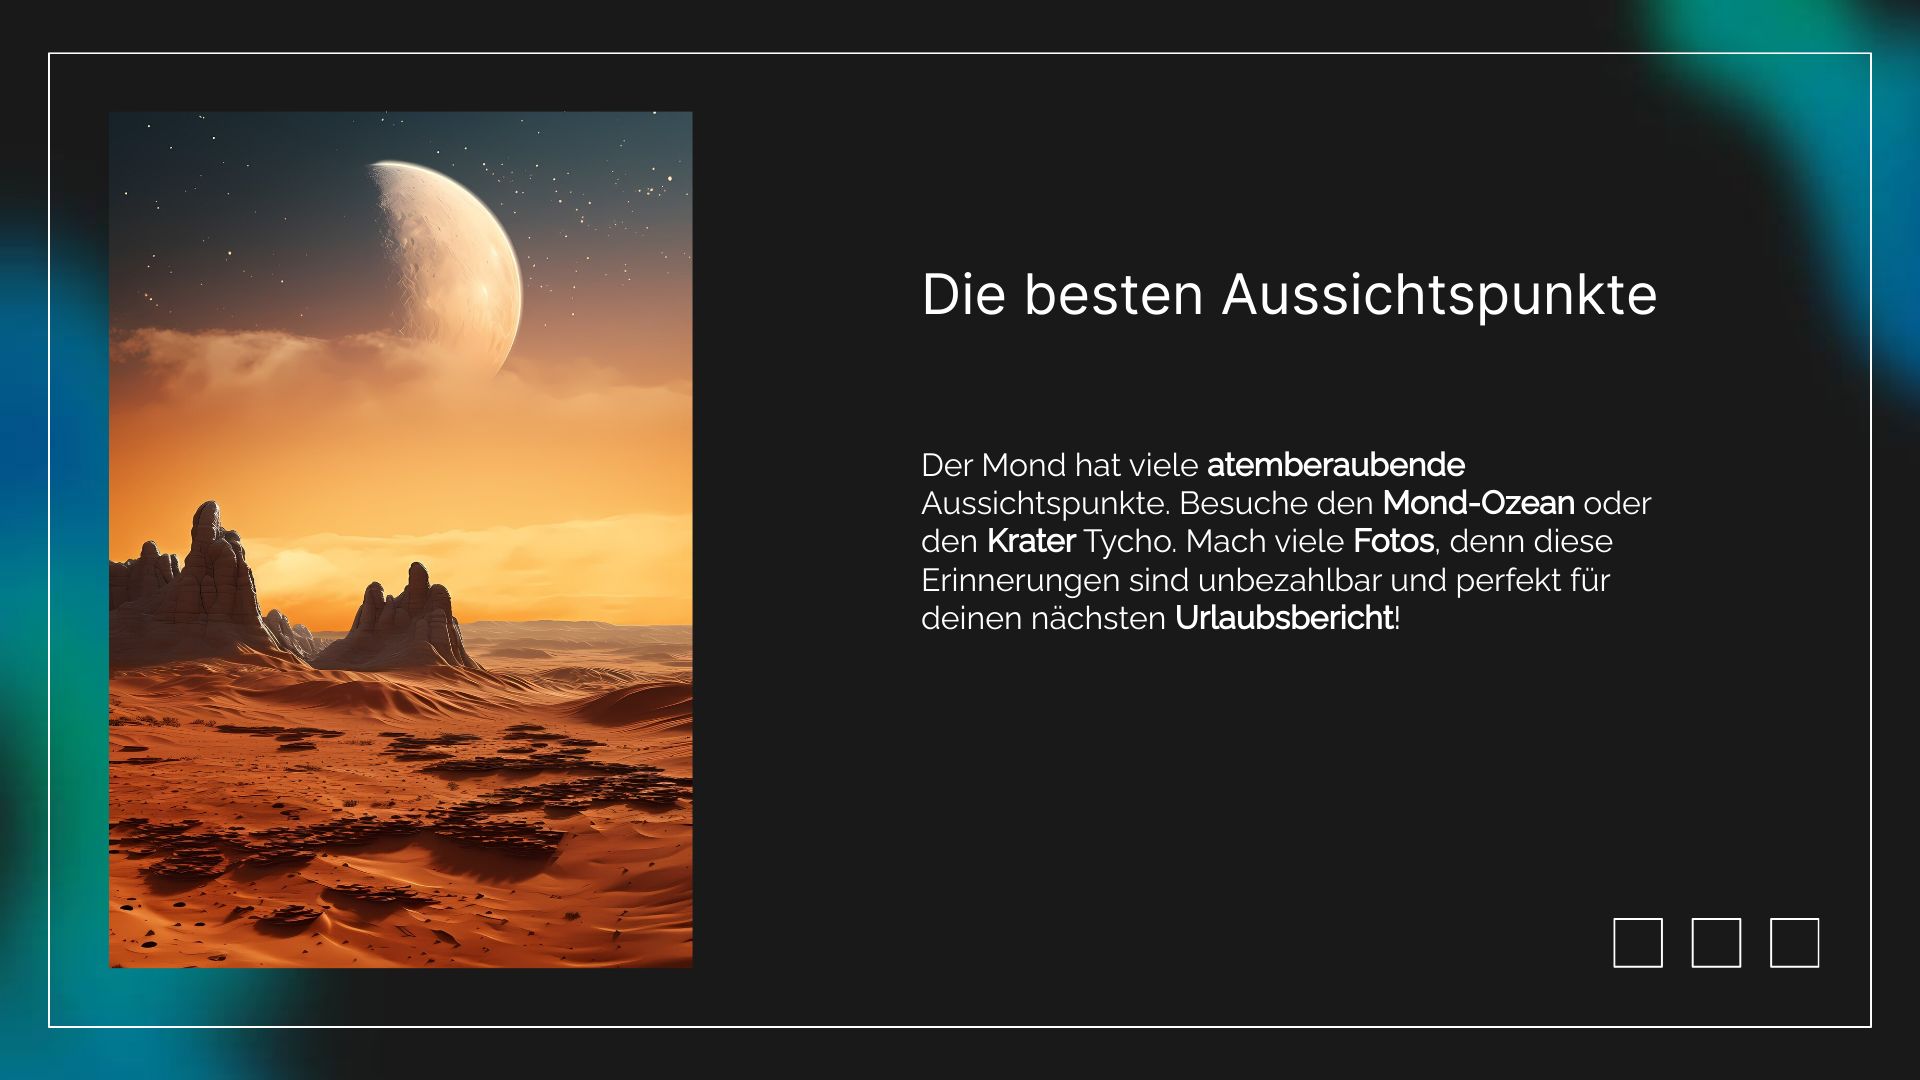 Die besten Aussichtspunkte
Der Mond hat viele atemberaubende
Aussichtspunkte. Besuche den Mond-Ozean oder
den Krater Tycho. Mach viele Fotos, denn diese
Erinnerungen sind unbezahlbar und perfekt für
deinen nächsten Urlaubsbericht!